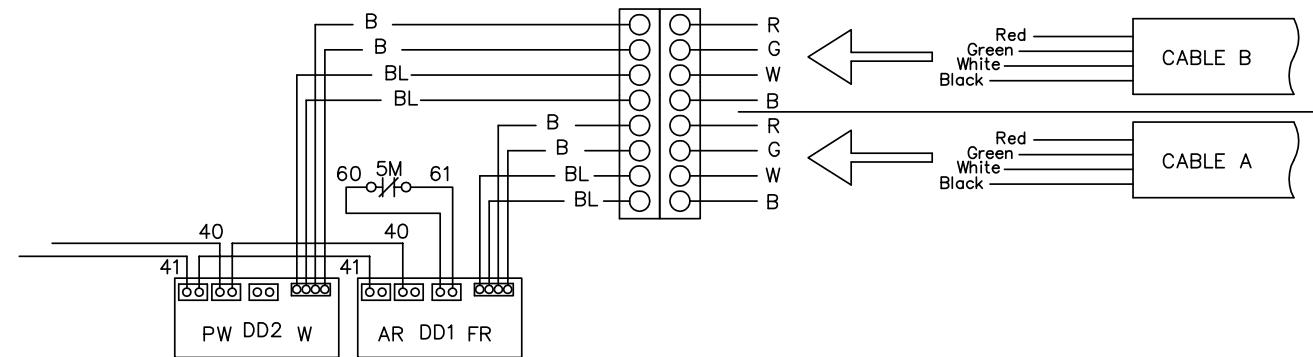 B R
B G
BL W
BL B
B R
B G
BL W
BL B
Red
Green
White
Black
CABLE B
Red
Green
White
Black
CABLE A
60 5M 61
40 40
41 41
PW DD2 W
AR DD1 FR